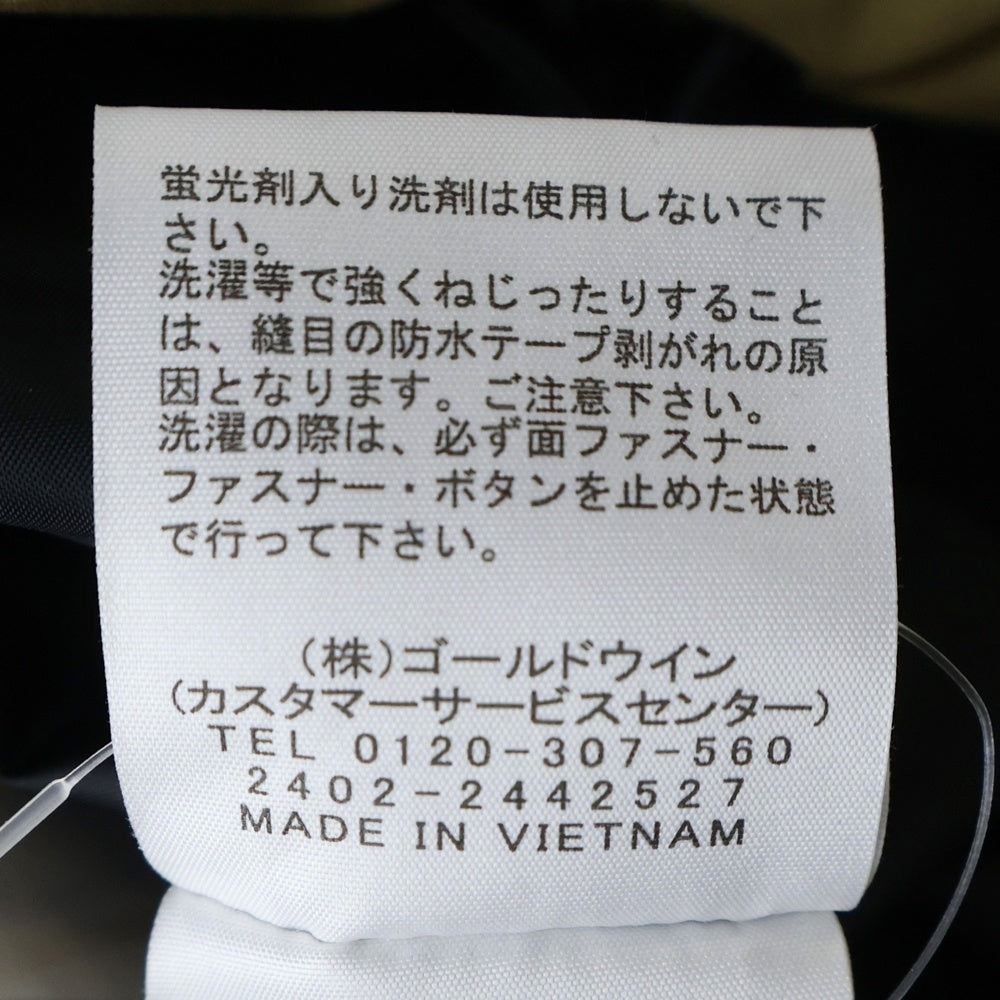 蛍光剤入り洗剤は使用しないで下
さい。
洗濯等で強くねじったりすること
は、縫目の防水テープ剥がれの原
因となります。ご注意下さい。
洗濯の際は、必ず面ファスナー・
ファスナー・ボタンを止めた状態
で行って下さい。
(株)ゴールドウイン
(カスタマーサービスセンター)
TEL 0120-307-560
2402-2442527
MADE IN VIETNAM